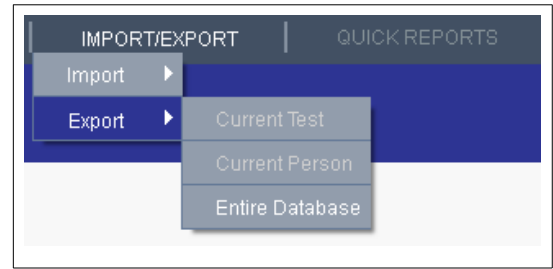 IMPORT/EXPORT | QUICK REPORTS
Import
Export
Current Test
Current Person
Entire Database